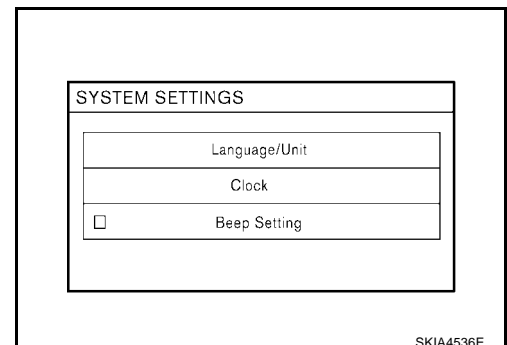 SYSTEM SETTINGS
Language/Unit
Clock
Beep Setting
SKIA4536E